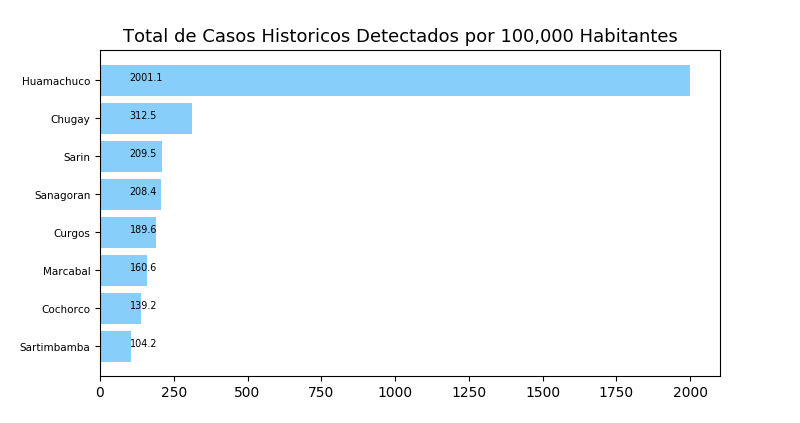 Total de Casos Historicos Detectados por 100,000 Habitantes
Huamachuco 2001.1
Chugay 312.5
Sarin 209.5
Sanagoran 208.4
Curgos 189.6
Marcabal 160.6
Cochorco 139.2
Sartimbamba 104.2
0 250 500 750 1000 1250 1500 1750 2000